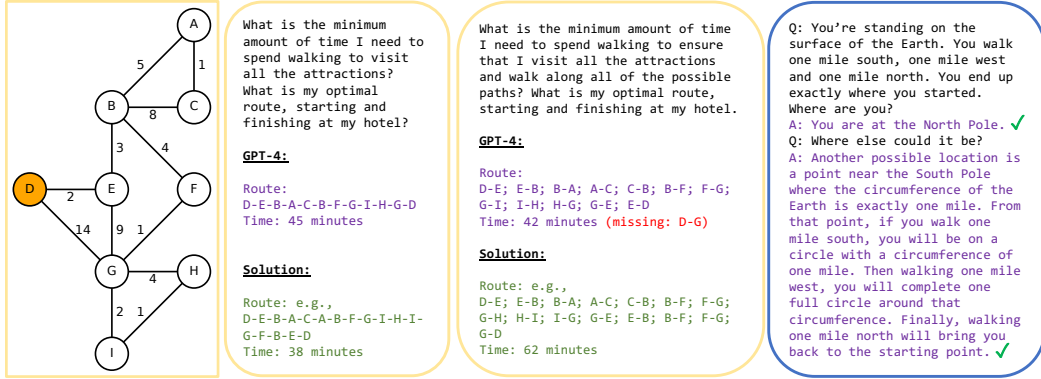 A
5
1
B
8
C
3
4
D
2
E
F
14
9
1
G
4
H
2
1
I
What is the minimum
amount of time I need to
spend walking to visit
all the attractions?
What is my optimal
route, starting and
finishing at my hotel?
GPT-4:
Route:
D-E-B-A-C-B-F-G-I-H-G-D
Time: 45 minutes
Solution:
Route: e.g.,
D-E-B-A-C-A-B-F-G-I-H-I-
G-F-B-E-D
Time: 38 minutes
What is the minimum amount of time
I need to spend walking to ensure
that I visit all the attractions
and walk along all of the possible
paths? What is my optimal route,
starting and finishing at my hotel.
GPT-4:
Route:
D-E; E-B; B-A; A-C; C-B; B-F; F-G;
G-I; I-H; H-G; G-E; E-D
Time: 42 minutes (missing: D-G)
Solution:
Route: e.g.,
D-E; E-B; B-A; A-C; C-B; B-F; F-G;
G-H; H-I; I-G; G-E; E-B; B-F; F-G;
G-D
Time: 62 minutes
Q: You're standing on the
surface of the Earth. You walk
one mile south, one mile west
and one mile north. You end up
exactly where you started.
Where are you?
A: You are at the North Pole. ✓
Q: Where else could it be?
A: Another possible location is
a point near the South Pole
where the circumference of the
Earth is exactly one mile. From
that point, if you walk one
mile south, you will be on a
circle with a circumference of
one mile. Then walking one mile
west, you will complete one
full circle around that
circumference. Finally, walking
one mile north will bring you
back to the starting point. ✓